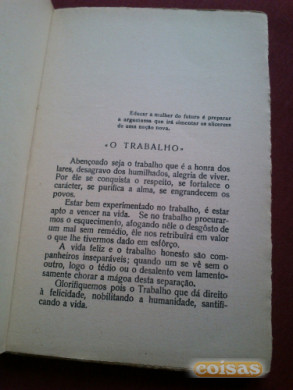 Educar a mulher do futuro é preparar
a argamassa que irá cimentar os alicerces
de uma nação nova.
«O TRABALHO»
Abençoado seja o trabalho que é a honra dos
lares, desagravo dos humilhados, alegria de viver.
Por êle se conquista o respeito, se fortalece o
carácter, se purifica a alma, se engrandecem os
povos.
Estar bem experimentado no trabalho, é estar
apto a vencer na vida. Se no trabalho procurar-
mos o esquecimento, afogando nêle o desgôsto de
um mal sem remédio, êle nos retribuirá em valor
o que lhe tivermos dado em esfôrço.
A vida feliz e o trabalho honesto são com-
panheiros inseparáveis; quando um se vê sem o
outro, logo o tédio ou o desalento vem lamento-
samente chorar a mágoa desta separação.
Glorifiquemos pois o Trabalho que dá direito
à felicidade, nobilitando a humanidade, santifi-
cando a vida.
coisas